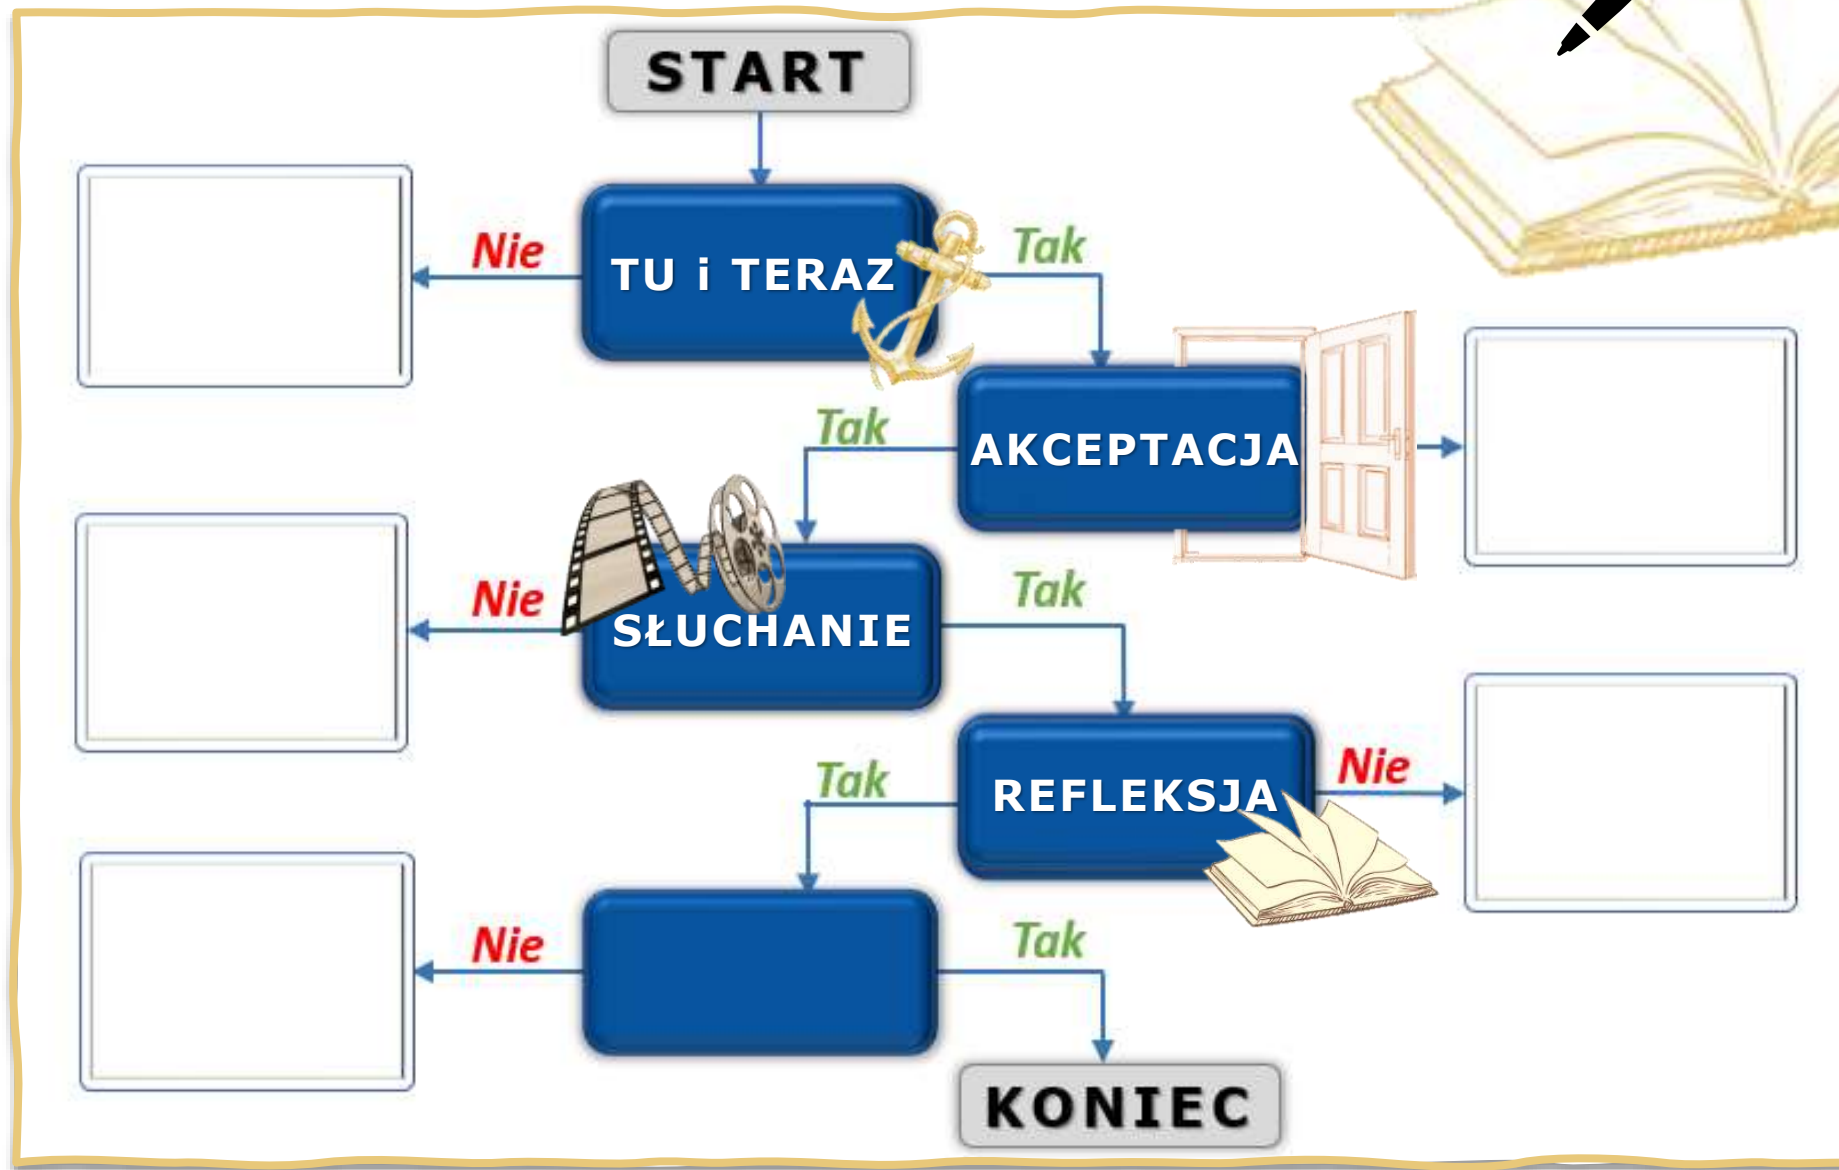 START
Nie
TU i TERAZ
Tak
Tak
AKCEPTACJA
Nie
SŁUCHANIE
Tak
Tak
REFLEKSJA
Nie
Nie
Tak
KONIEC